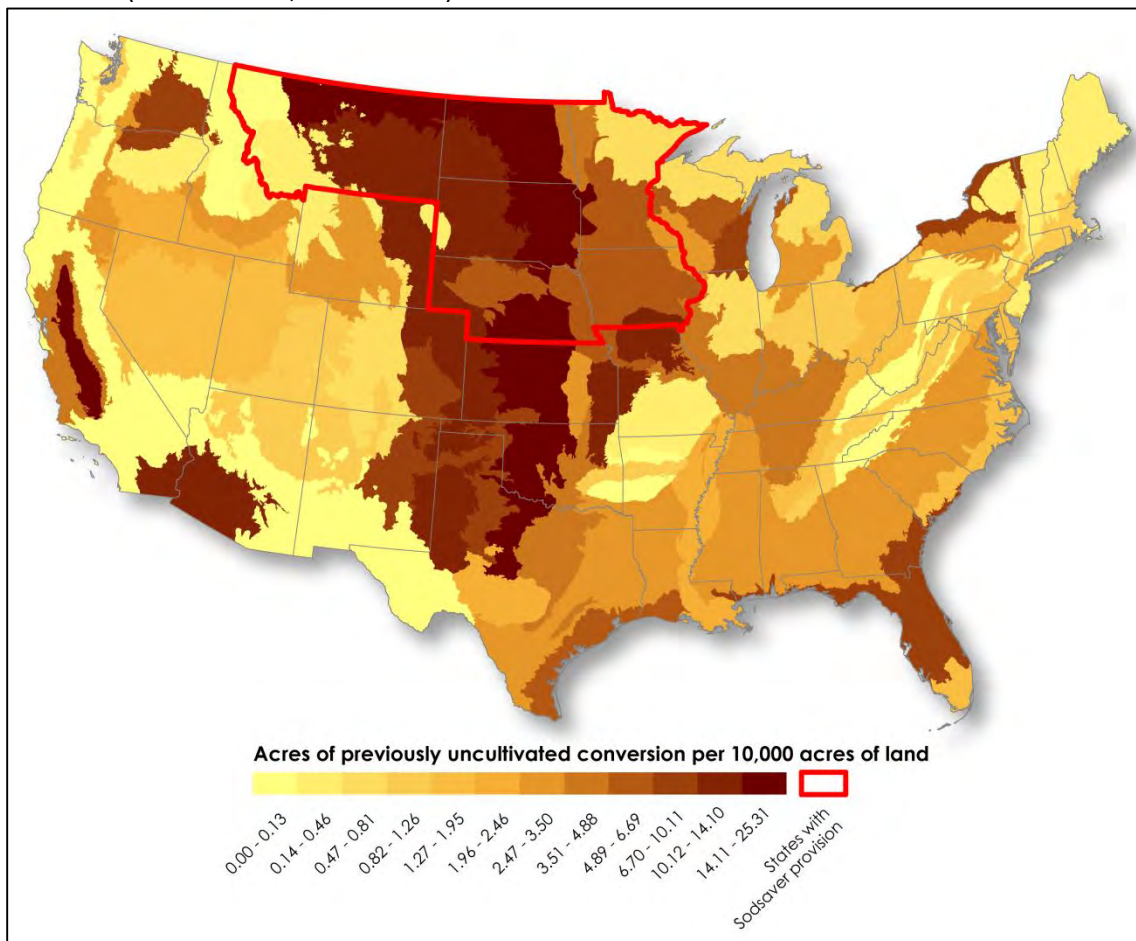 Acres of previously uncultivated conversion per 10,000 acres of land
0.00 - 0.13
0.14 - 0.46
0.47 - 0.81
0.82 - 1.26
1.27 - 1.95
1.96 - 2.46
2.47 - 3.50
3.51 - 4.88
4.89 - 6.69
6.70 - 10.11
10.12 - 14.10
14.11 - 25.31
States with
Sodsaver provision